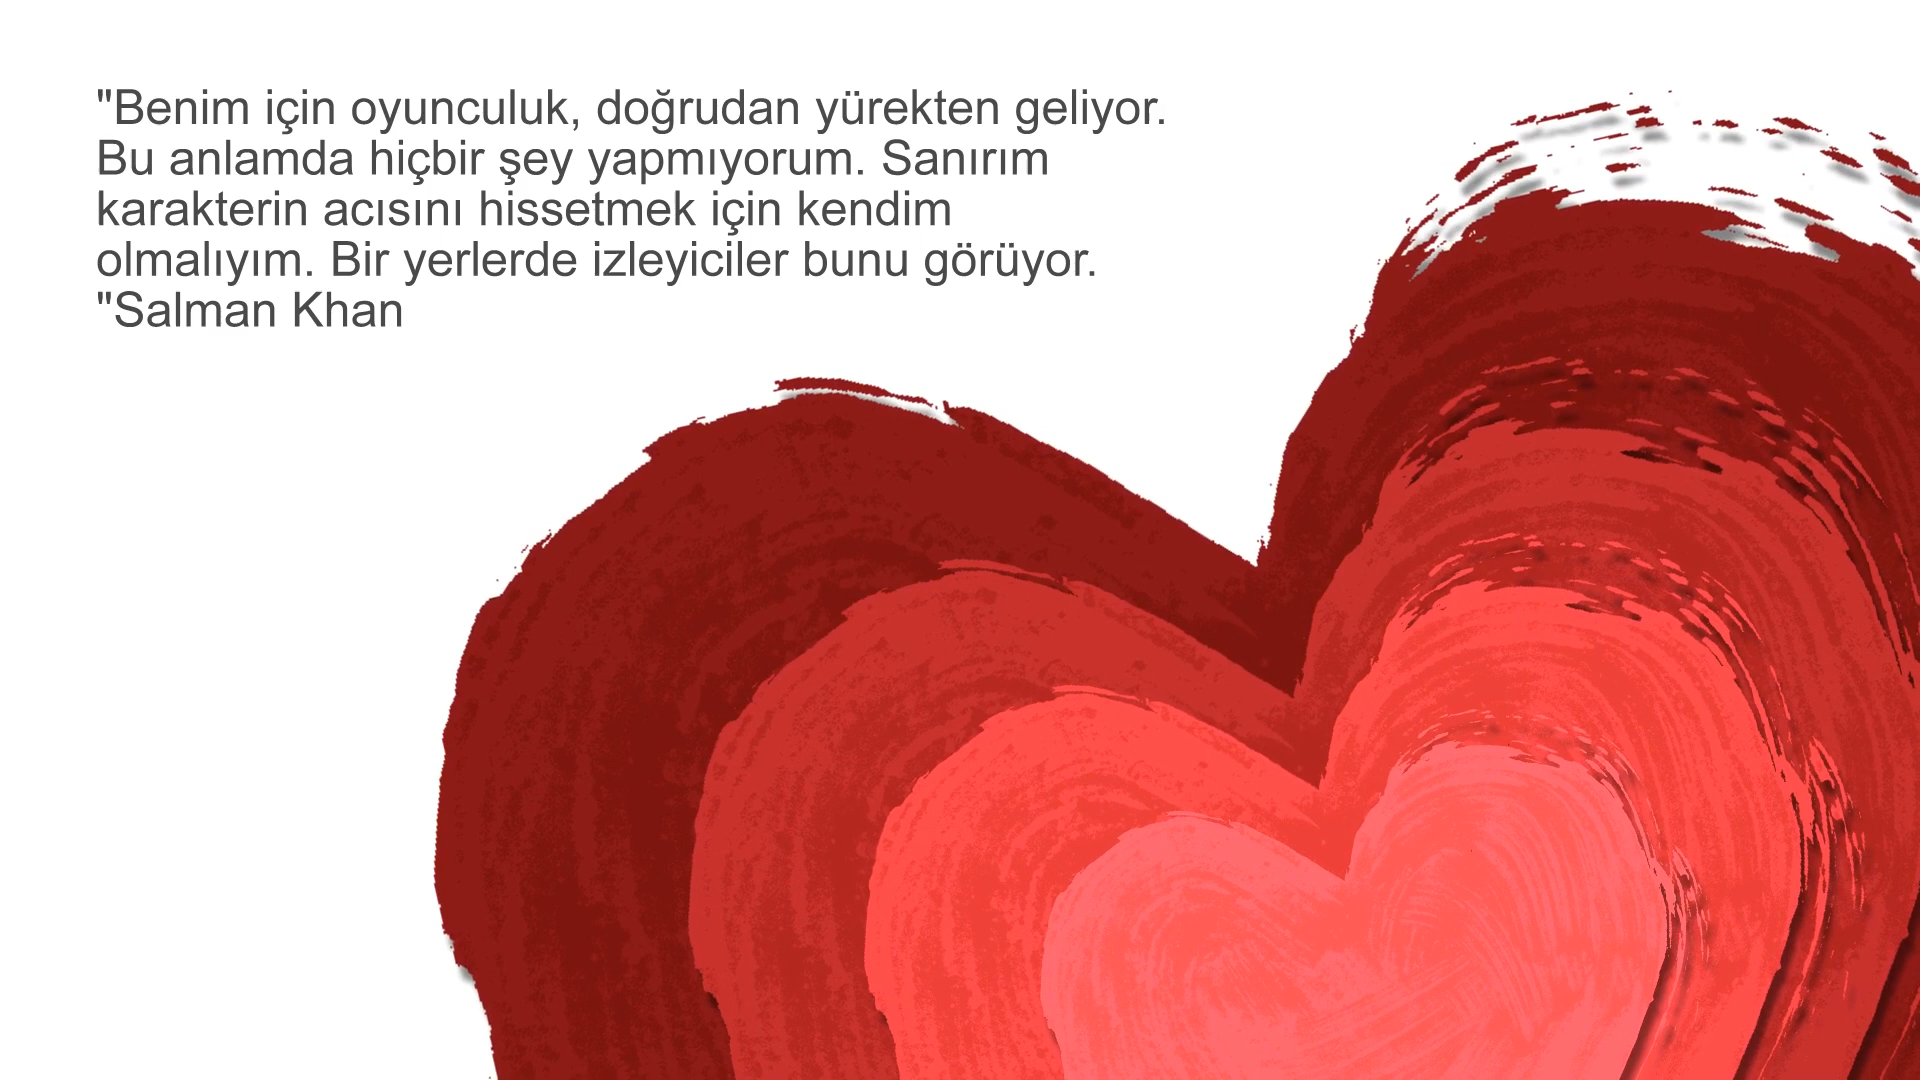 "Benim için oyunculuk, doğrudan yürekten geliyor.
Bu anlamda hiçbir şey yapmıyorum. Sanırım
karakterin acısını hissetmek için kendim
olmalıyım. Bir yerlerde izleyiciler bunu görüyor.
"Salman Khan